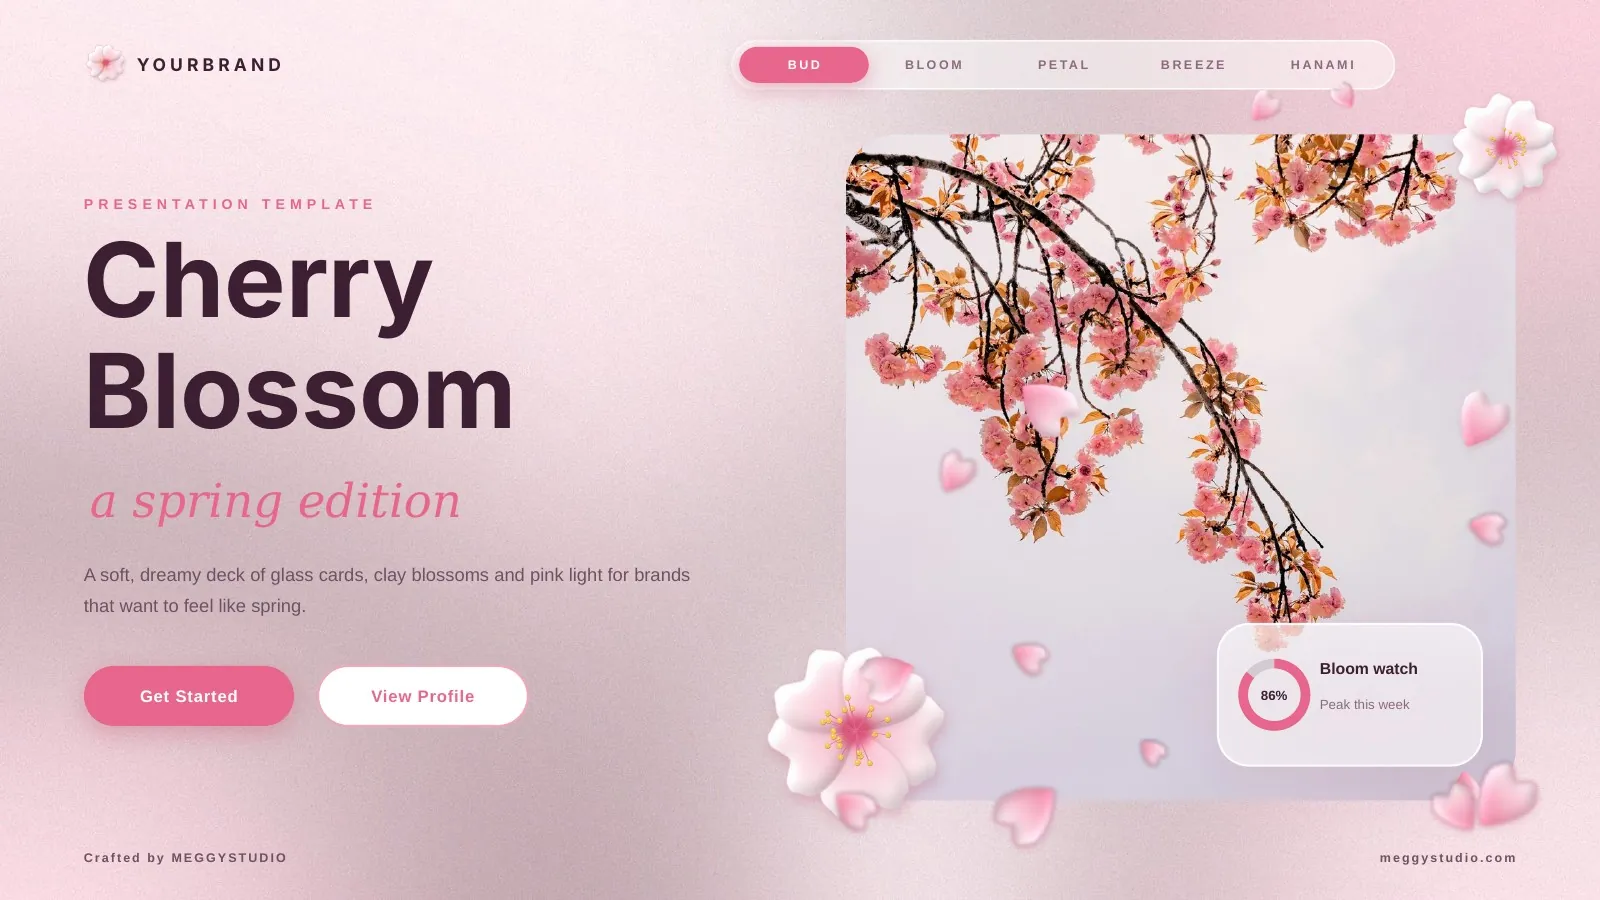 YOURBRAND
BUD
BLOOM
PETAL
BREEZE
HANAMI
PRESENTATION TEMPLATE
Cherry
Blossom
a spring edition
A soft, dreamy deck of glass cards, clay blossoms and pink light for brands
that want to feel like spring.
Get Started
View Profile
86%
Bloom watch
Peak this week
Crafted by MEGGYSTUDIO
meggystudio.com